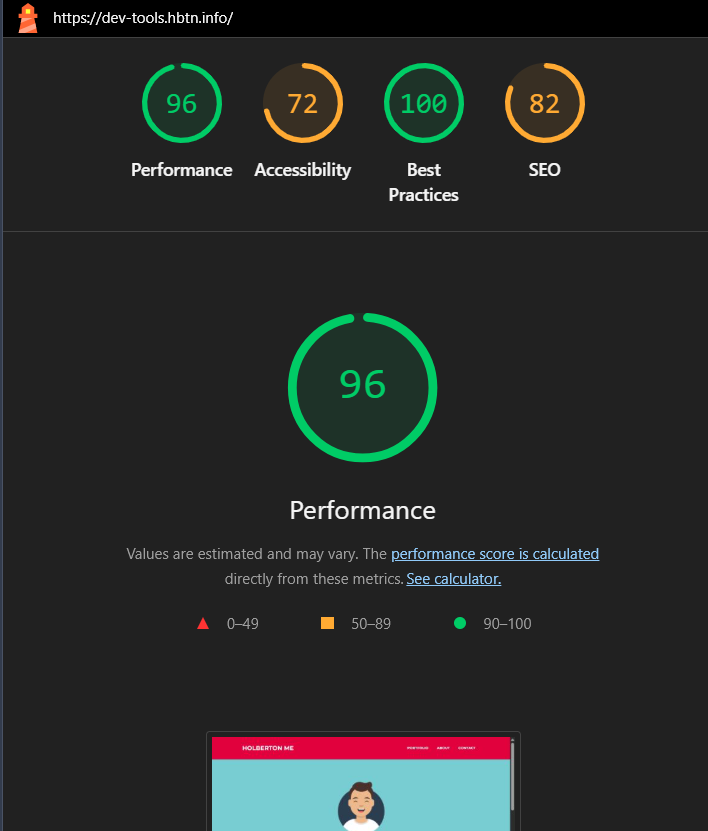 https://dev-tools.hbtn.info/
96
72
100
82
Performance
Accessibility
Best
Practices
SEO
96
Performance
Values are estimated and may vary. The performance score is calculated
directly from these metrics. See calculator.
0–49
50–89
90–100
HOLBERTON ME
PORTFOLIO ABOUT CONTACT